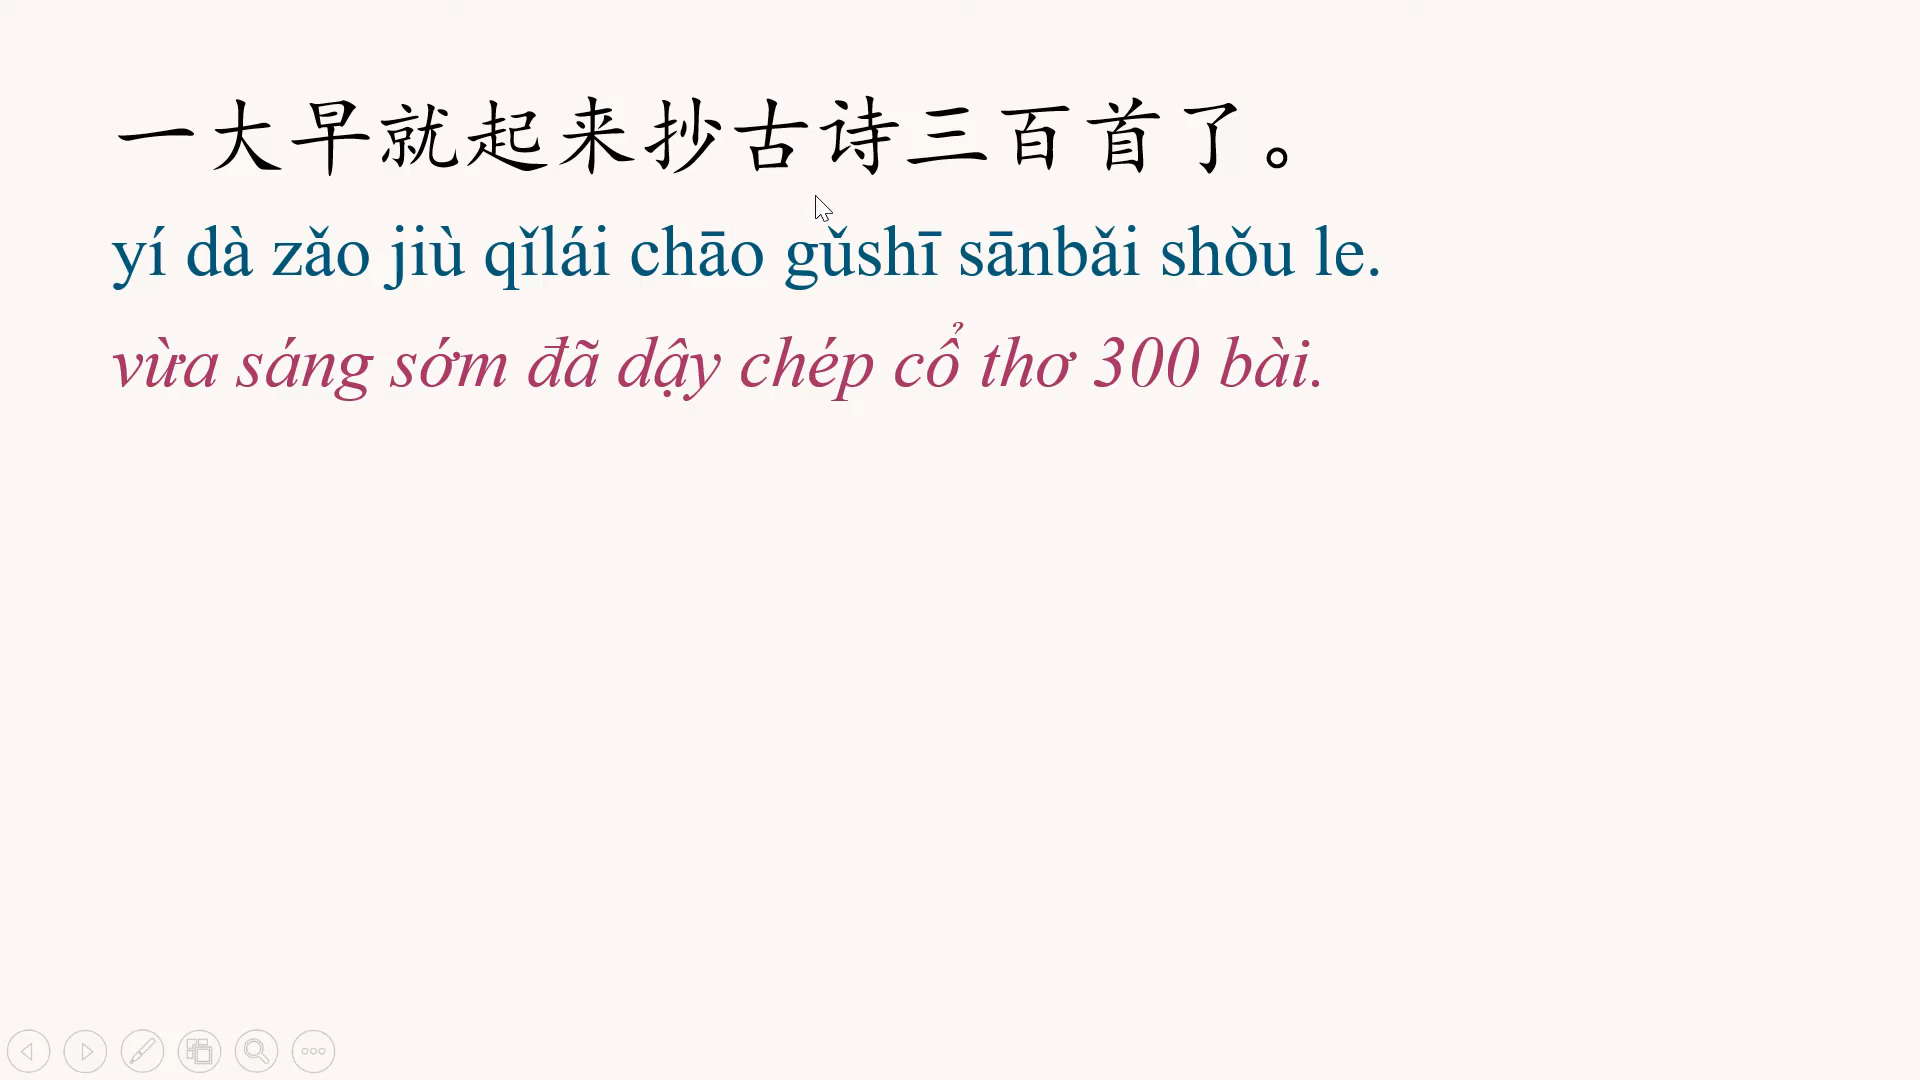 一大早就起来抄古诗三百首了。
yí dà zǎo jiù qǐlái chāo gǔshī sānbǎi shǒu le.
vừa sáng sớm đã dậy chép cổ thơ 300 bài.